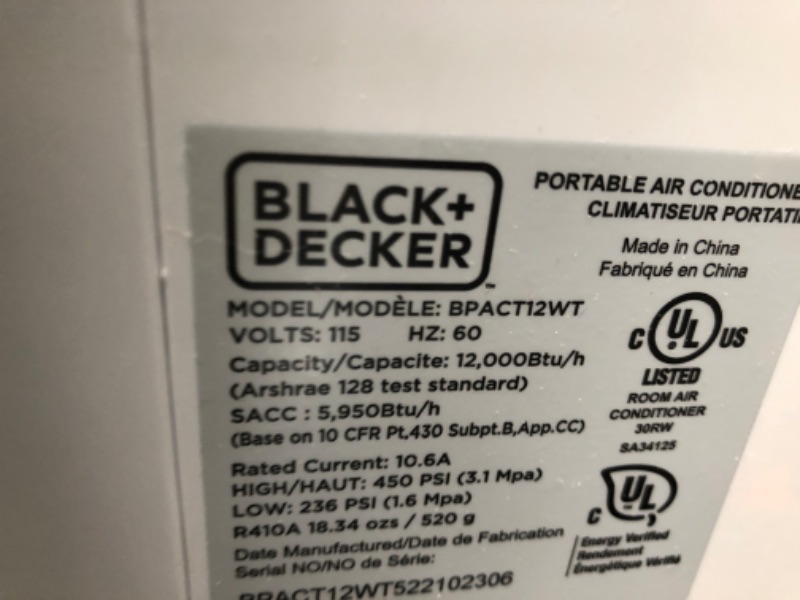 BLACK+
DECKER
MODEL/MODÈLE: BPACT12WT
VOLTS: 115 HZ: 60
Capacity/Capacite: 12,000Btu/h
(Arshrae 128 test standard)
SACC : 5,950Btu/h
(Base on 10 CFR Pt.430 Subpt.B,App.CC)
Rated Current: 10.6A
HIGH/HAUT: 450 PSI (3.1 Mpa)
LOW: 236 PSI (1.6 Mpa)
R410A 18.34 ozs / 520 g
Date Manufactured/Date de Fabrication
Serial NO/NO de Série:
BPACT12WT522102306
PORTABLE AIR CONDITIONE
CLIMATISEUR PORTATI
Made in China
Fabriqué en China
C UL US
LISTED
ROOM AIR
CONDITIONER
30RW
SA34125
C UL
Energy Verified
Rendement
Énergétique Vérifié